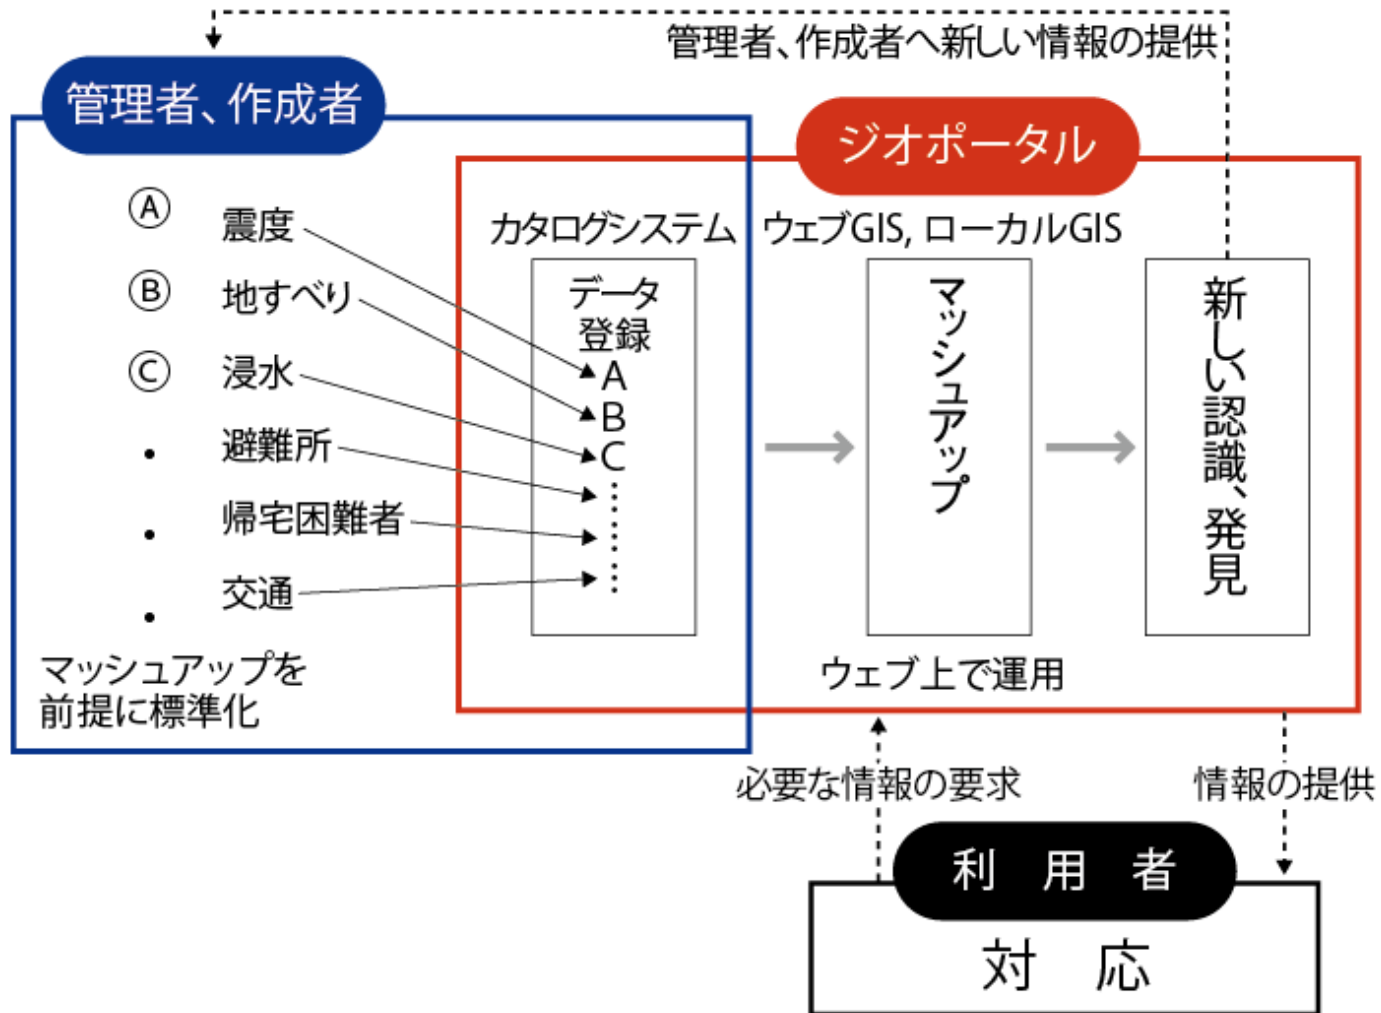 管理者、作成者へ新しい情報の提供
管理者、作成者
ジオポータル
Ⓐ 震度
Ⓑ 地すべり
Ⓒ 浸水
・ 避難所
・ 帰宅困難者
・ 交通
マッシュアップを
前提に標準化
カタログシステム
データ
登録
A
B
C
ウェブGIS, ローカルGIS
マッシュアップ
新しい認識、発見
ウェブ上で運用
必要な情報の要求
情報の提供
利 用 者
対 応